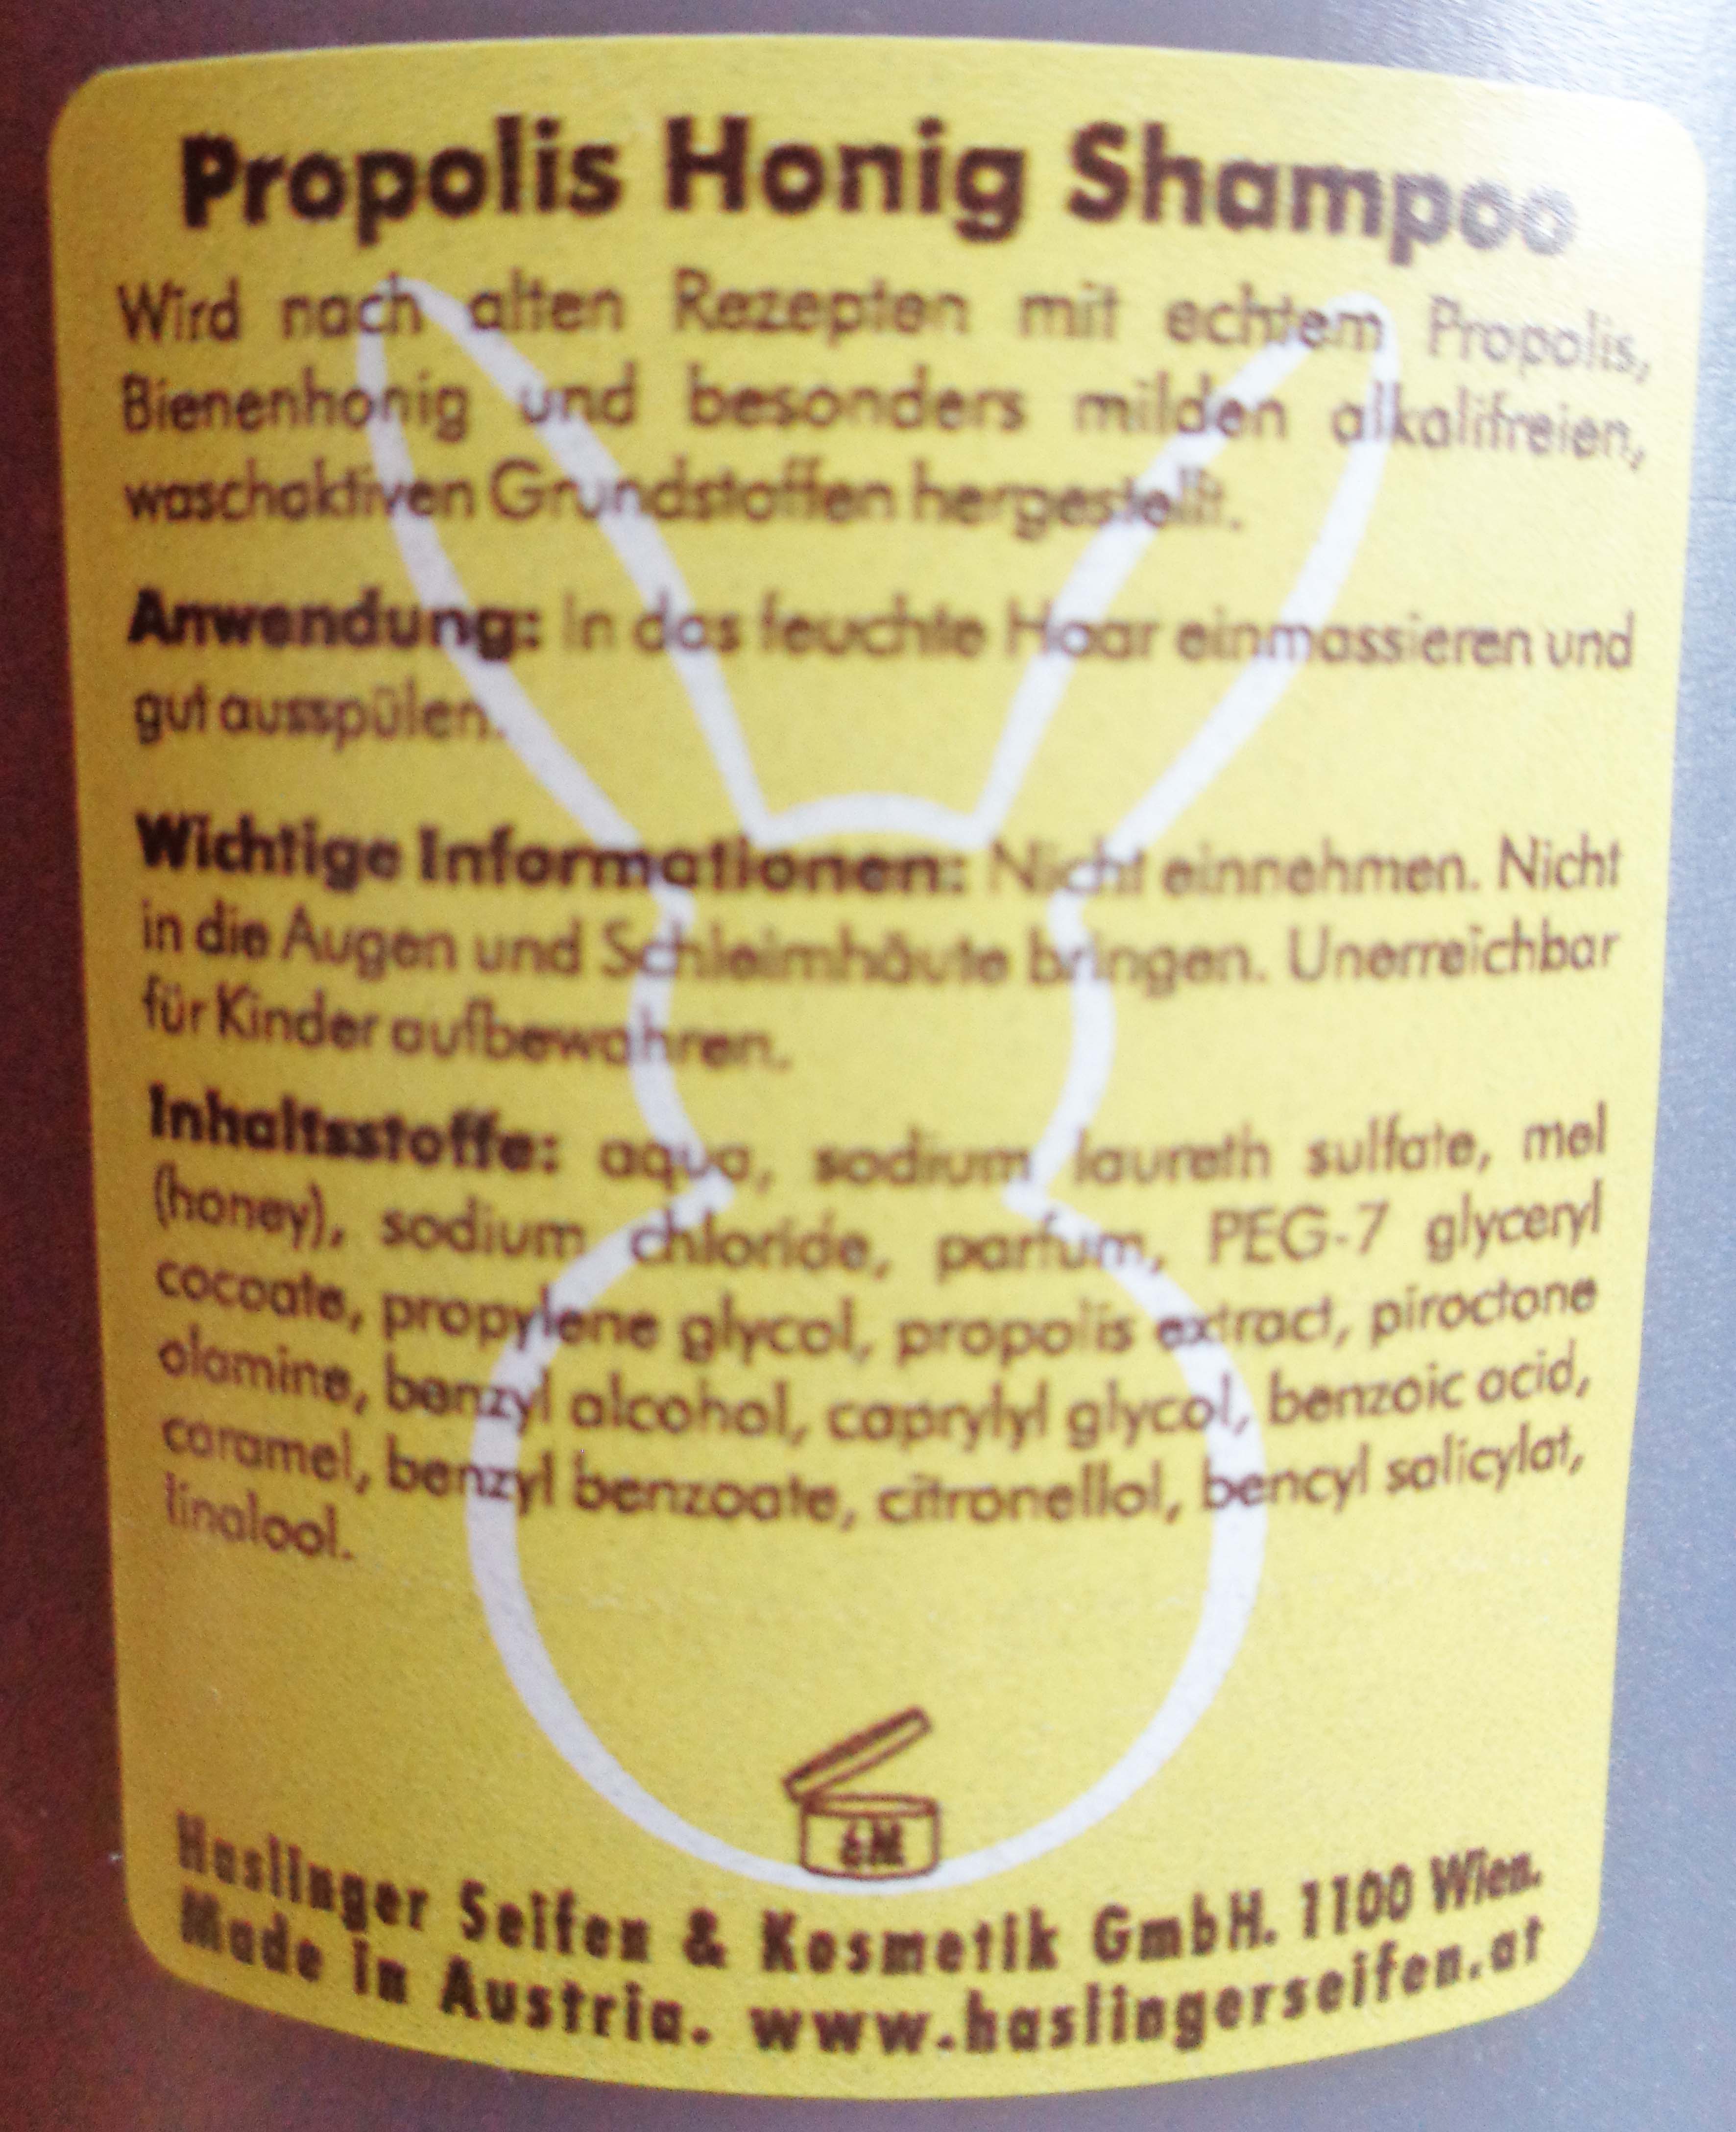 Propolis Honig Shampoo
Wird nach alten Rezepten mit echtem Propolis,
Bienenhonig und besonders milden alkalifreien,
waschaktiven Grundstoffen hergestellt.
Anwendung: In das feuchte Haar einmassieren und
gut ausspülen.
Wichtige Informationen: Nicht einnehmen. Nicht
in die Augen und Schleimhäute bringen. Unerreichbar
für Kinder aufbewahren.
Inhaltsstoffe: aqua, sodium laureth sulfate, mel
(honey), sodium chloride, parfum, PEG-7 glyceryl
cocoate, propylene glycol, propolis extract, piroctone
olamine, benzyl alcohol, caprylyl glycol, benzoic acid,
caramel, benzyl benzoate, citronellol, bencyl salicylat,
linalool.
6M
Haslinger Seifen & Kosmetik GmbH. 1100 Wien.
Made in Austria. www.haslingerseifen.at